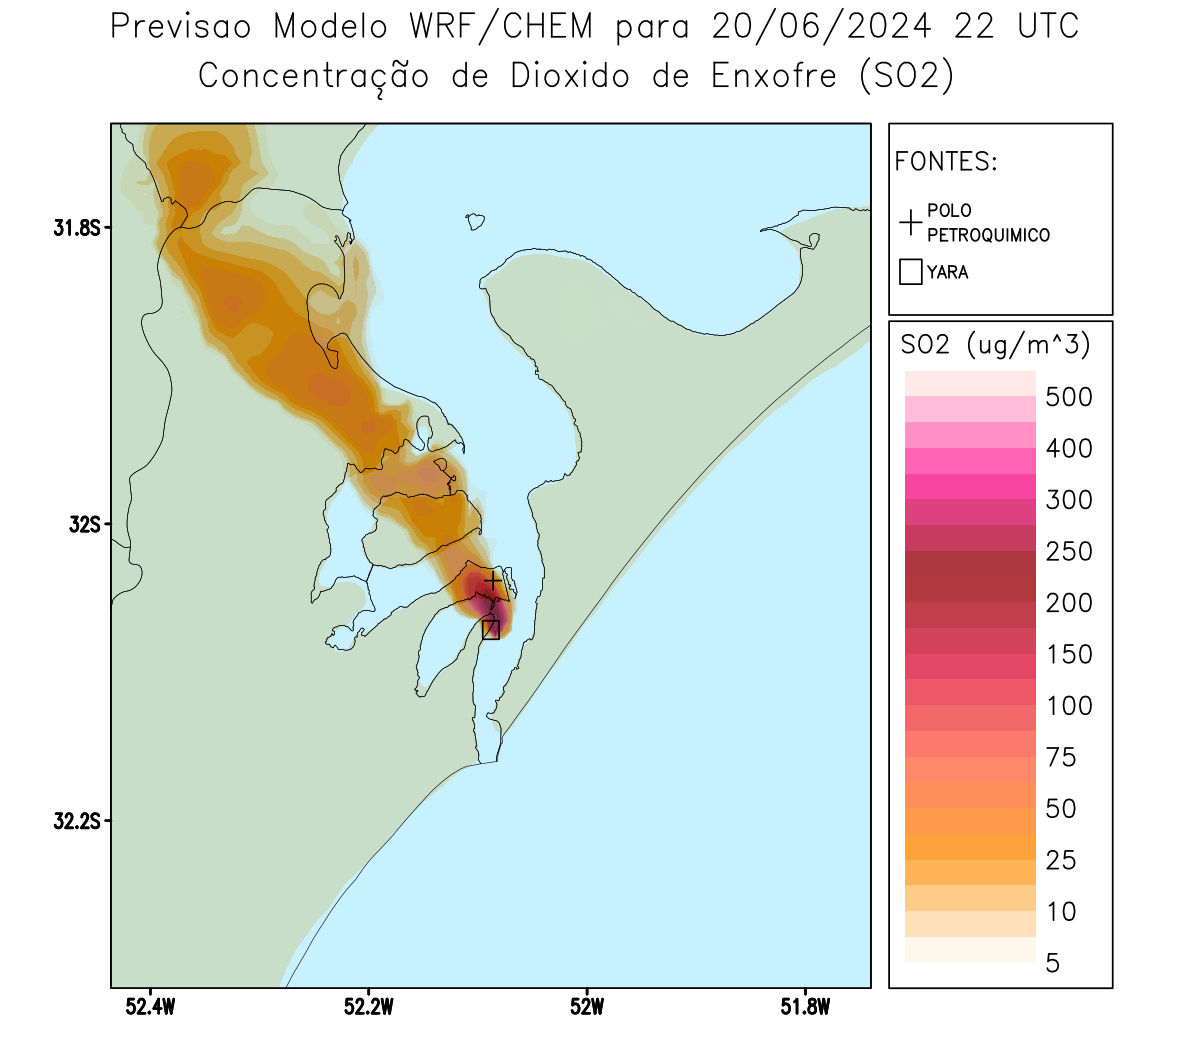 Previsao Modelo WRF/CHEM para 20/06/2024 22 UTC
Concentração de Dioxido de Enxofre (SO2)
FONTES:
POLO
PETROQUIMICO
YARA
SO2 (ug/m^3)
500
400
300
250
200
150
100
75
50
25
10
5
31.8S
32S
32.2S
52.4W
52.2W
52W
51.8W